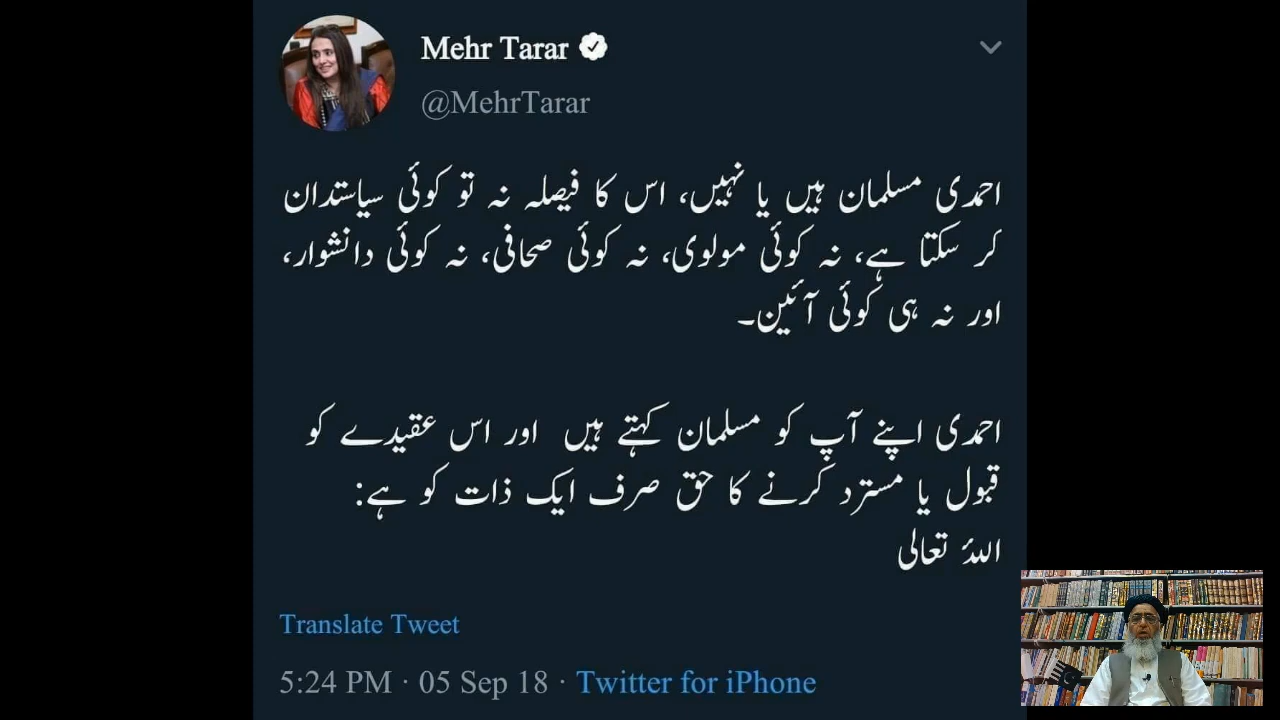 Mehr Tarar
@MehrTarar
احمدی مسلمان ہیں یا نہیں، اس کا فیصلہ نہ تو کوئی سیاستدان
کر سکتا ہے، نہ کوئی مولوی، نہ کوئی صحافی، نہ کوئی دانشوار،
اور نہ ہی کوئی آئین۔
احمدی اپنے آپ کو مسلمان کہتے ہیں اور اس عقیدے کو
قبول یا مسترد کرنے کا حق صرف ایک ذات کو ہے:
اللہُ تعالی
Translate Tweet
5:24 PM · 05 Sep 18 · Twitter for iPhone